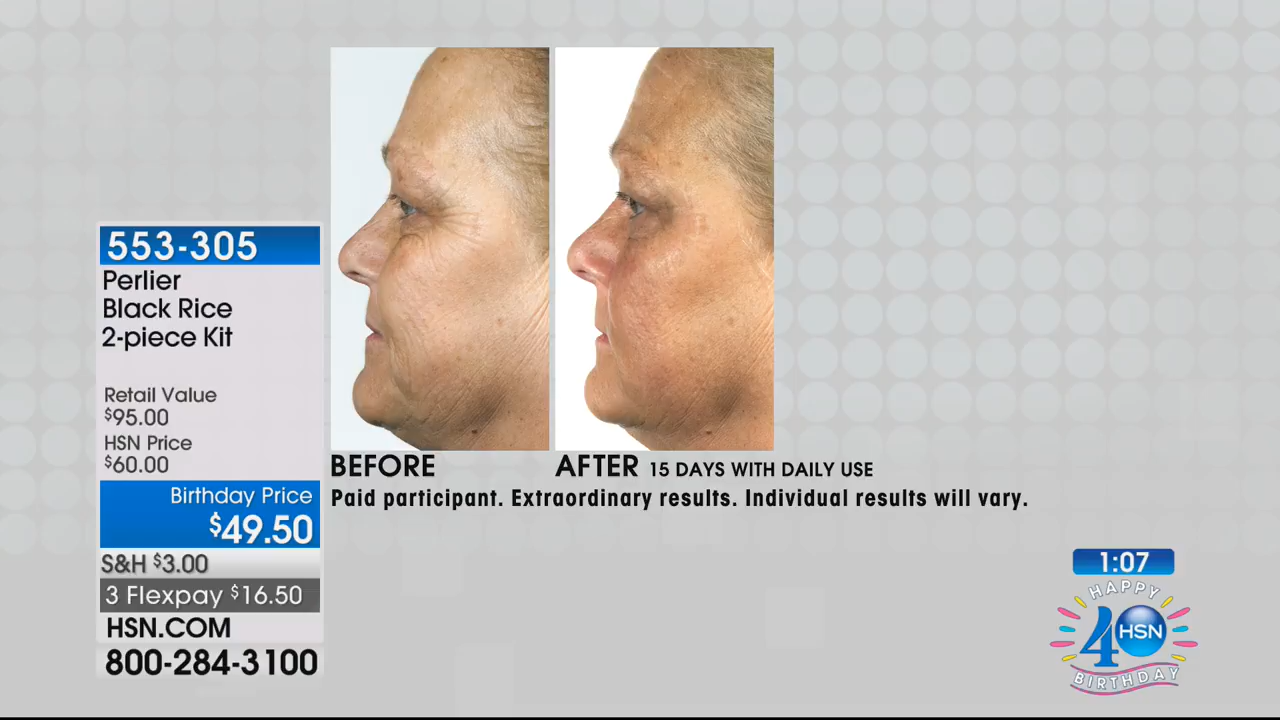 553-305
Perlier
Black Rice
2-piece Kit
Retail Value
$95.00
HSN Price
$60.00
Birthday Price
$49.50
S&H $3.00
3 Flexpay $16.50
HSN.COM
800-284-3100
BEFORE
AFTER 15 DAYS WITH DAILY USE
Paid participant. Extraordinary results. Individual results will vary.
1:07
HAPPY
40 HSN
BIRTHDAY